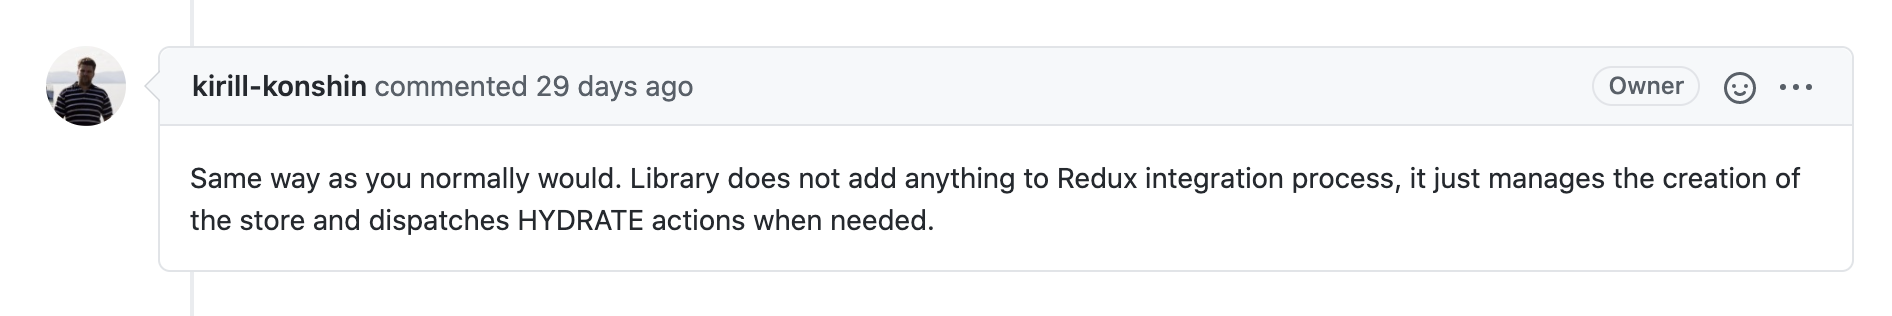 kirill-konshin commented 29 days ago Owner
Same way as you normally would. Library does not add anything to Redux integration process, it just manages the creation of
the store and dispatches HYDRATE actions when needed.